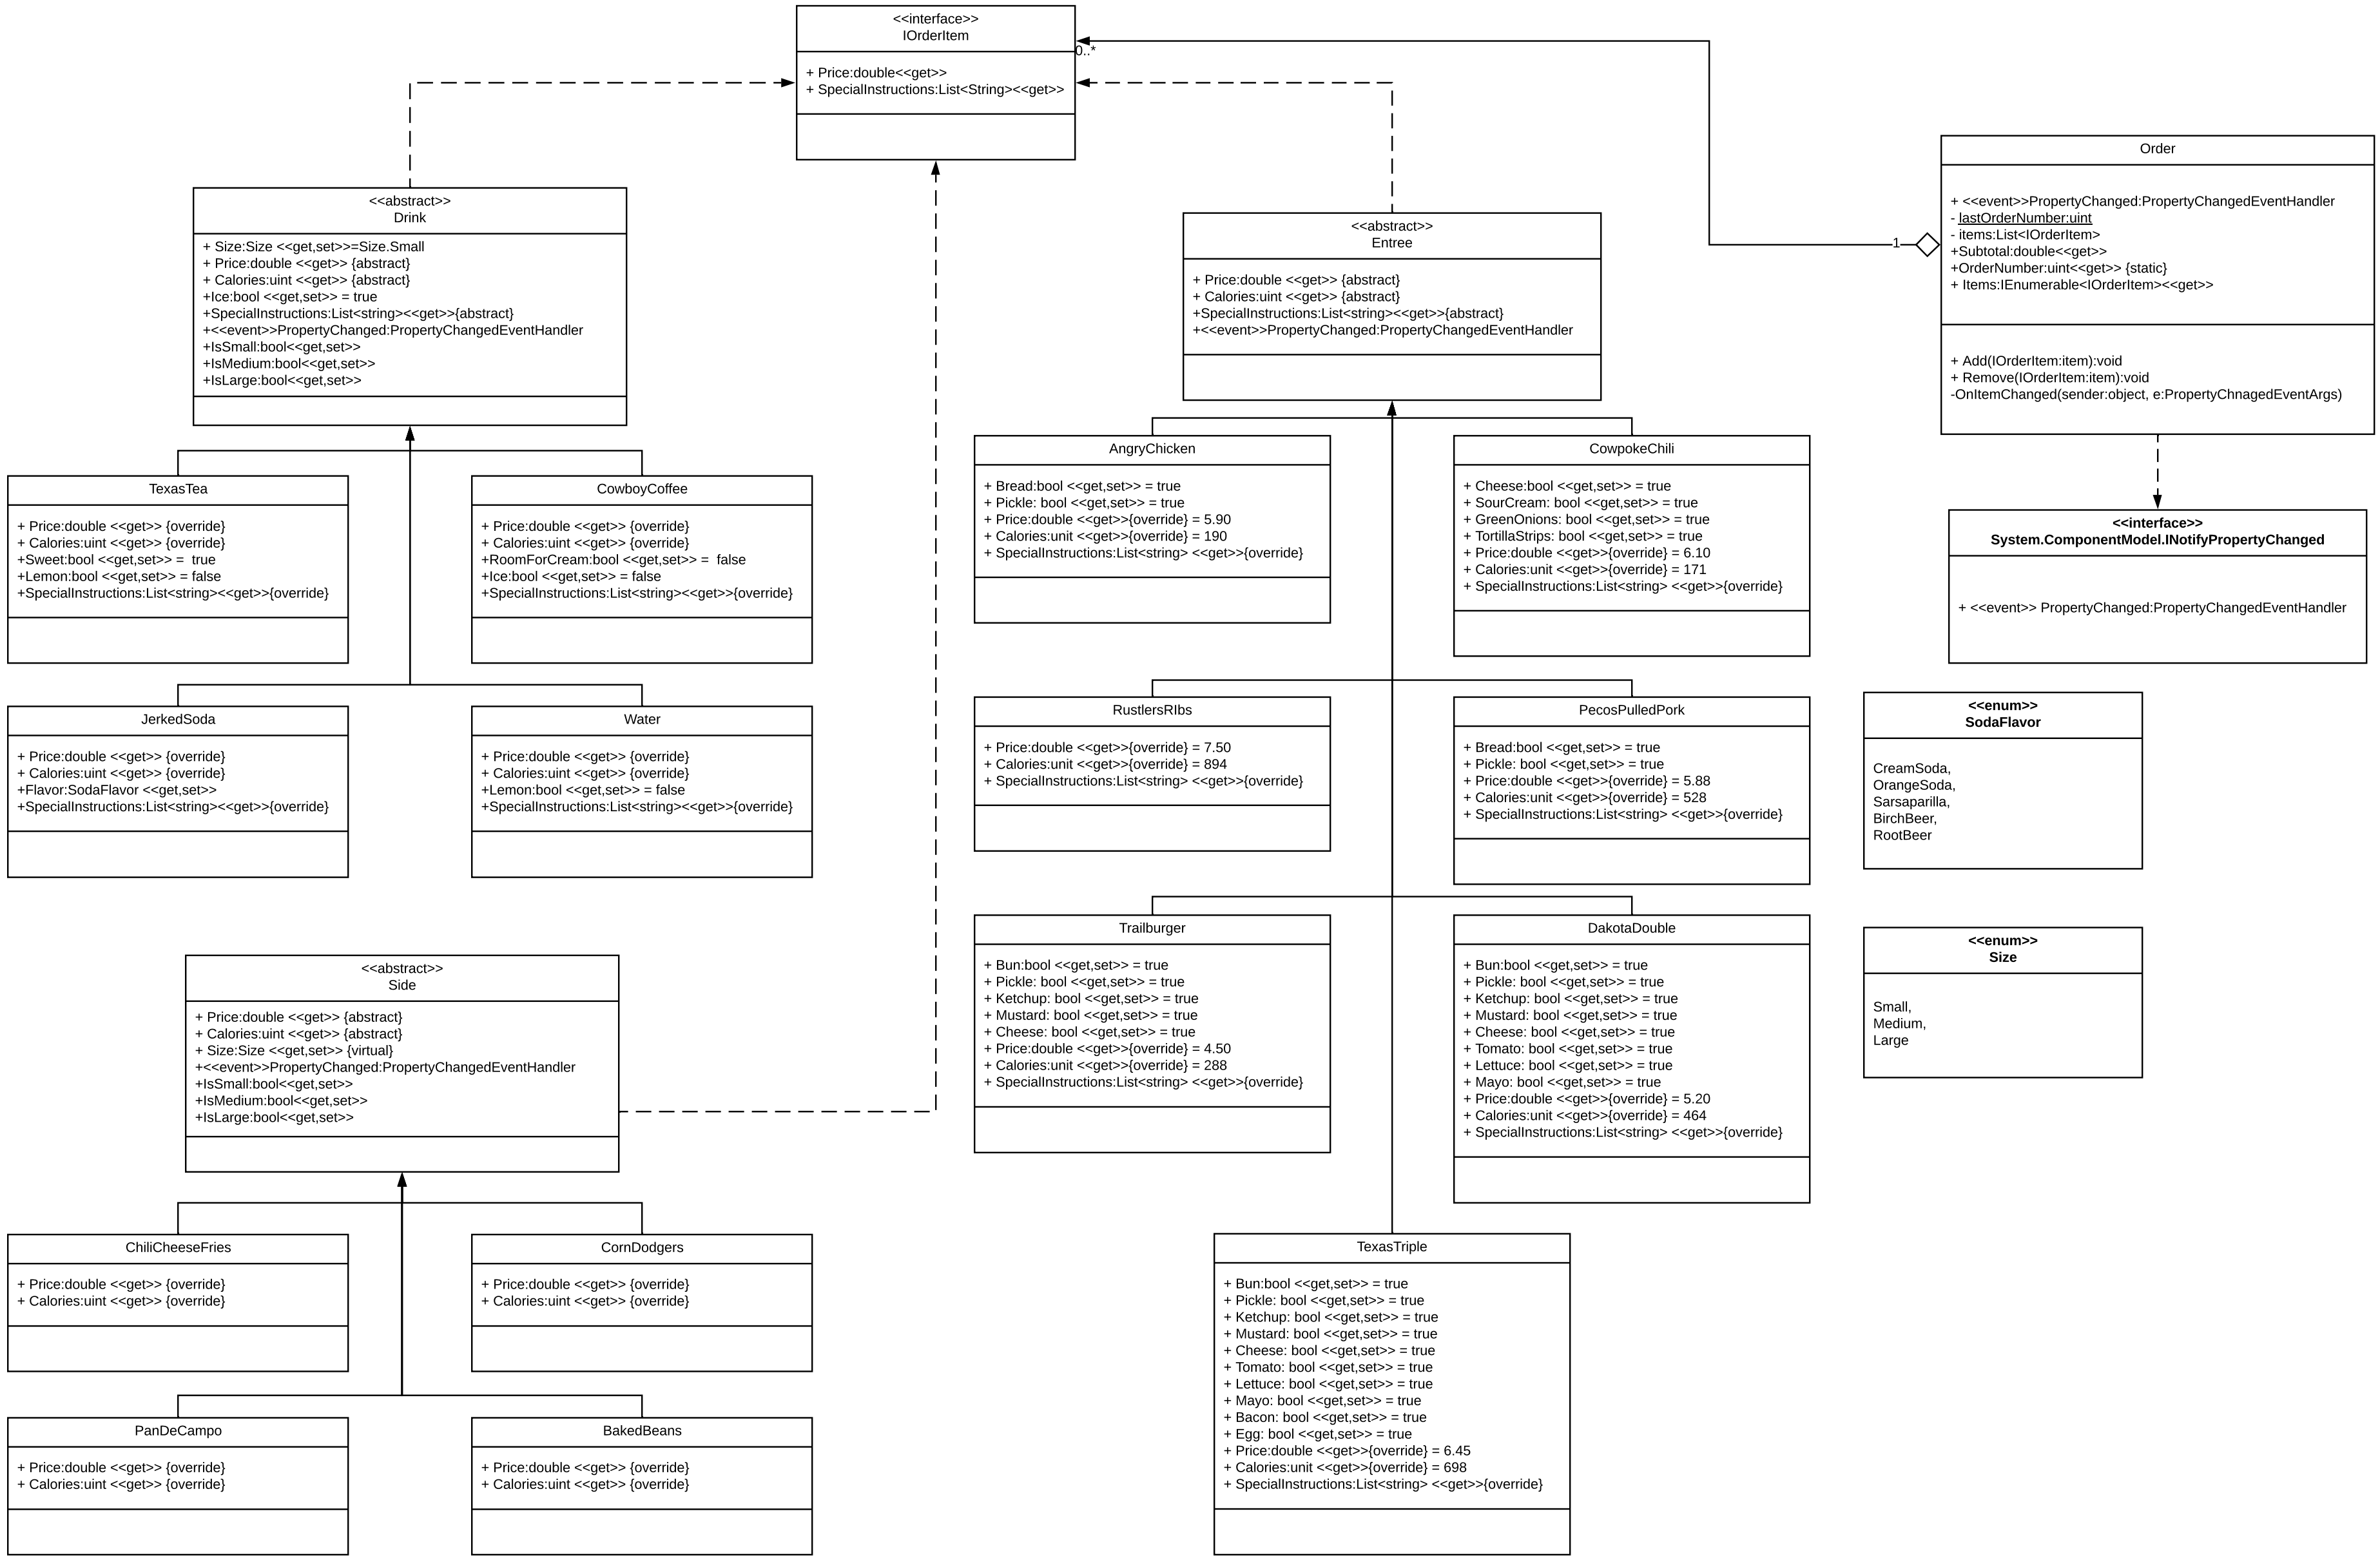 <<interface>>
IOrderItem
+ Price:double<<get>>
+ SpecialInstructions:List<String><<get>>
0..*
1
<<abstract>>
Drink
+ Size:Size <<get,set>>=Size.Small
+ Price:double <<get>> {abstract}
+ Calories:uint <<get>> {abstract}
+Ice:bool <<get,set>> = true
+SpecialInstructions:List<string><<get>>{abstract}
+<<event>>PropertyChanged:PropertyChangedEventHandler
+IsSmall:bool<<get,set>>
+IsMedium:bool<<get,set>>
+IsLarge:bool<<get,set>>
<<abstract>>
Entree
+ Price:double <<get>> {abstract}
+ Calories:uint <<get>> {abstract}
+SpecialInstructions:List<string><<get>>{abstract}
+<<event>>PropertyChanged:PropertyChangedEventHandler
Order
+ <<event>>PropertyChanged:PropertyChangedEventHandler
- lastOrderNumber:uint
- items:List<IOrderItem>
+Subtotal:double<<get>>
+OrderNumber:uint<<get>> {static}
+ Items:IEnumerable<IOrderItem><<get>>
+ Add(IOrderItem:item):void
+ Remove(IOrderItem:item):void
-OnItemChanged(sender:object, e:PropertyChnagedEventArgs)
TexasTea
+ Price:double <<get>> {override}
+ Calories:uint <<get>> {override}
+Sweet:bool <<get,set>> =  true
+Lemon:bool <<get,set>> = false
+SpecialInstructions:List<string><<get>>{override}
CowboyCoffee
+ Price:double <<get>> {override}
+ Calories:uint <<get>> {override}
+RoomForCream:bool <<get,set>> =  false
+Ice:bool <<get,set>> = false
+SpecialInstructions:List<string><<get>>{override}
AngryChicken
+ Bread:bool <<get,set>> = true
+ Pickle: bool <<get,set>> = true
+ Price:double <<get>>{override} = 5.90
+ Calories:unit <<get>>{override} = 190
+ SpecialInstructions:List<string> <<get>>{override}
CowpokeChili
+ Cheese:bool <<get,set>> = true
+ SourCream: bool <<get,set>> = true
+ GreenOnions: bool <<get,set>> = true
+ TortillaStrips: bool <<get,set>> = true
+ Price:double <<get>>{override} = 6.10
+ Calories:unit <<get>>{override} = 171
+ SpecialInstructions:List<string> <<get>>{override}
<<interface>>
System.ComponentModel.INotifyPropertyChanged
+ <<event>> PropertyChanged:PropertyChangedEventHandler
JerkedSoda
+ Price:double <<get>> {override}
+ Calories:uint <<get>> {override}
+Flavor:SodaFlavor <<get,set>>
+SpecialInstructions:List<string><<get>>{override}
Water
+ Price:double <<get>> {override}
+ Calories:uint <<get>> {override}
+Lemon:bool <<get,set>> = false
+SpecialInstructions:List<string><<get>>{override}
RustlersRIbs
+ Price:double <<get>>{override} = 7.50
+ Calories:unit <<get>>{override} = 894
+ SpecialInstructions:List<string> <<get>>{override}
PecosPulledPork
+ Bread:bool <<get,set>> = true
+ Pickle: bool <<get,set>> = true
+ Price:double <<get>>{override} = 5.88
+ Calories:unit <<get>>{override} = 528
+ SpecialInstructions:List<string> <<get>>{override}
<<enum>>
SodaFlavor
CreamSoda,
OrangeSoda,
Sarsaparilla,
BirchBeer,
RootBeer
<<abstract>>
Side
+ Price:double <<get>> {abstract}
+ Calories:uint <<get>> {abstract}
+ Size:Size <<get,set>> {virtual}
+<<event>>PropertyChanged:PropertyChangedEventHandler
+IsSmall:bool<<get,set>>
+IsMedium:bool<<get,set>>
+IsLarge:bool<<get,set>>
Trailburger
+ Bun:bool <<get,set>> = true
+ Pickle: bool <<get,set>> = true
+ Ketchup: bool <<get,set>> = true
+ Mustard: bool <<get,set>> = true
+ Cheese: bool <<get,set>> = true
+ Price:double <<get>>{override} = 4.50
+ Calories:unit <<get>>{override} = 288
+ SpecialInstructions:List<string> <<get>>{override}
DakotaDouble
+ Bun:bool <<get,set>> = true
+ Pickle: bool <<get,set>> = true
+ Ketchup: bool <<get,set>> = true
+ Mustard: bool <<get,set>> = true
+ Cheese: bool <<get,set>> = true
+ Tomato: bool <<get,set>> = true
+ Lettuce: bool <<get,set>> = true
+ Mayo: bool <<get,set>> = true
+ Price:double <<get>>{override} = 5.20
+ Calories:unit <<get>>{override} = 464
+ SpecialInstructions:List<string> <<get>>{override}
<<enum>>
Size
Small,
Medium,
Large
ChiliCheeseFries
+ Price:double <<get>> {override}
+ Calories:uint <<get>> {override}
CornDodgers
+ Price:double <<get>> {override}
+ Calories:uint <<get>> {override}
TexasTriple
+ Bun:bool <<get,set>> = true
+ Pickle: bool <<get,set>> = true
+ Ketchup: bool <<get,set>> = true
+ Mustard: bool <<get,set>> = true
+ Cheese: bool <<get,set>> = true
+ Tomato: bool <<get,set>> = true
+ Lettuce: bool <<get,set>> = true
+ Mayo: bool <<get,set>> = true
+ Bacon: bool <<get,set>> = true
+ Egg: bool <<get,set>> = true
+ Price:double <<get>>{override} = 6.45
+ Calories:unit <<get>>{override} = 698
+ SpecialInstructions:List<string> <<get>>{override}
PanDeCampo
+ Price:double <<get>> {override}
+ Calories:uint <<get>> {override}
BakedBeans
+ Price:double <<get>> {override}
+ Calories:uint <<get>> {override}